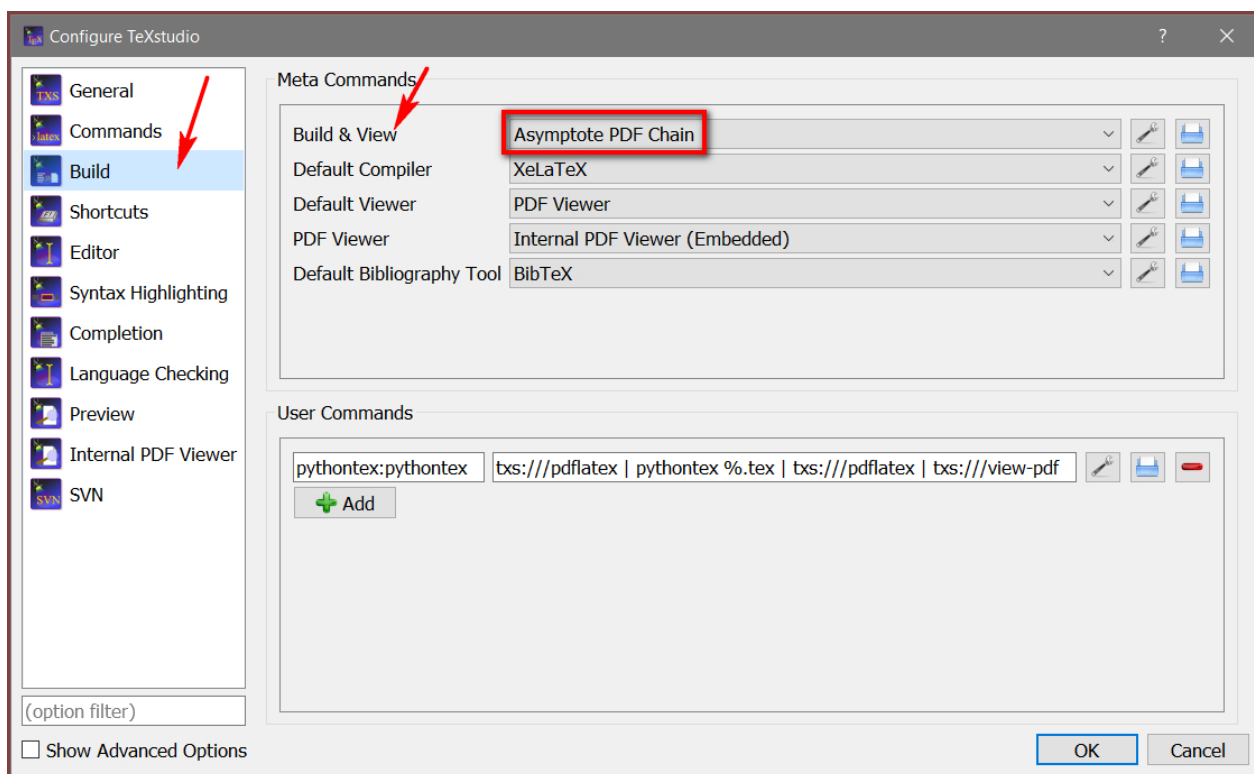 Configure TeXstudio
?
General
Commands
Build
Shortcuts
Editor
Syntax Highlighting
Completion
Language Checking
Preview
Internal PDF Viewer
SVN
(option filter)
Show Advanced Options
Meta Commands
Build & View Asymptote PDF Chain
Default Compiler XeLaTeX
Default Viewer PDF Viewer
PDF Viewer Internal PDF Viewer (Embedded)
Default Bibliography Tool BibTeX
User Commands
pythontex:pythontex txs:///pdflatex | pythontex %.tex | txs:///pdflatex | txs:///view-pdf
Add
OK Cancel